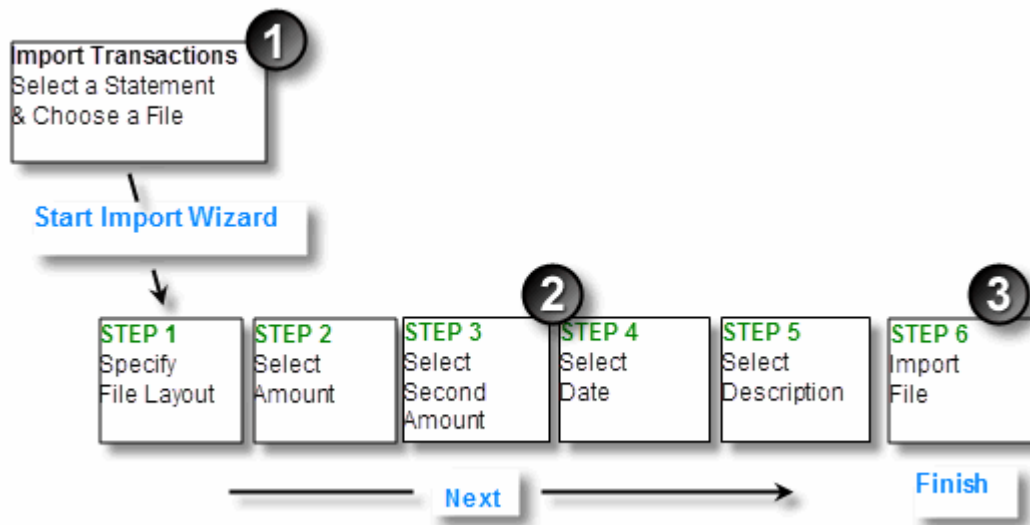 1
Import Transactions
Select a Statement
& Choose a File
Start Import Wizard
2
3
STEP 1
Specify
File Layout
STEP 2
Select
Amount
STEP 3
Select
Second
Amount
STEP 4
Select
Date
STEP 5
Select
Description
STEP 6
Import
File
Next
Finish